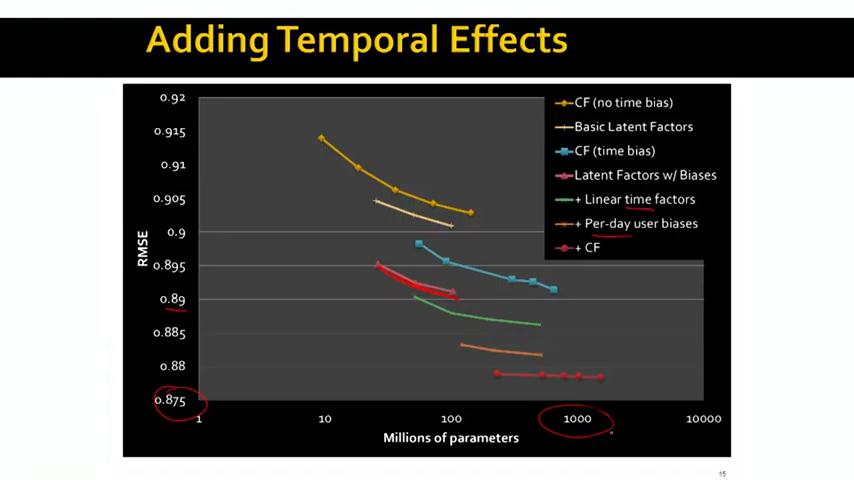 Adding Temporal Effects
0.92
0.915
0.91
0.905
0.9
0.895
0.89
0.885
0.88
0.875
RMSE
1
10
100
1000
10000
Millions of parameters
CF (no time bias)
Basic Latent Factors
CF (time bias)
Latent Factors w/ Biases
+ Linear time factors
+ Per-day user biases
+ CF
45